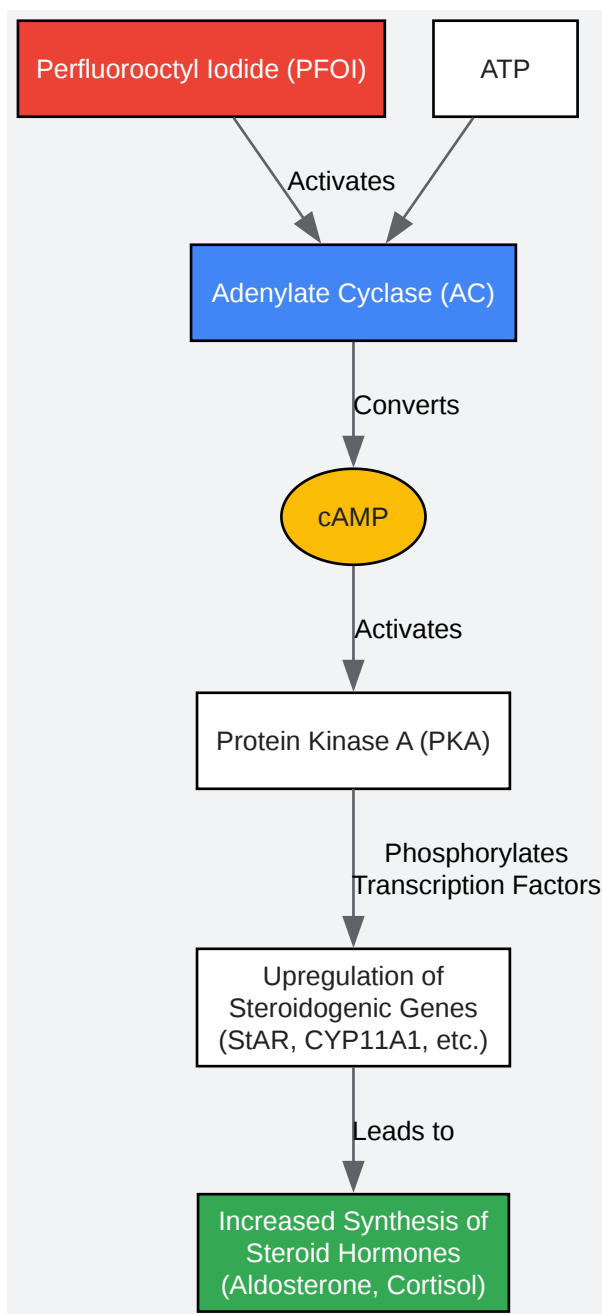 Perfluorooctyl Iodide (PFOI)
ATP
Activates
Adenylate Cyclase (AC)
Converts
cAMP
Activates
Protein Kinase A (PKA)
Phosphorylates
Transcription Factors
Upregulation of
Steroidogenic Genes
(StAR, CYP11A1, etc.)
Leads to
Increased Synthesis of
Steroid Hormones
(Aldosterone, Cortisol)